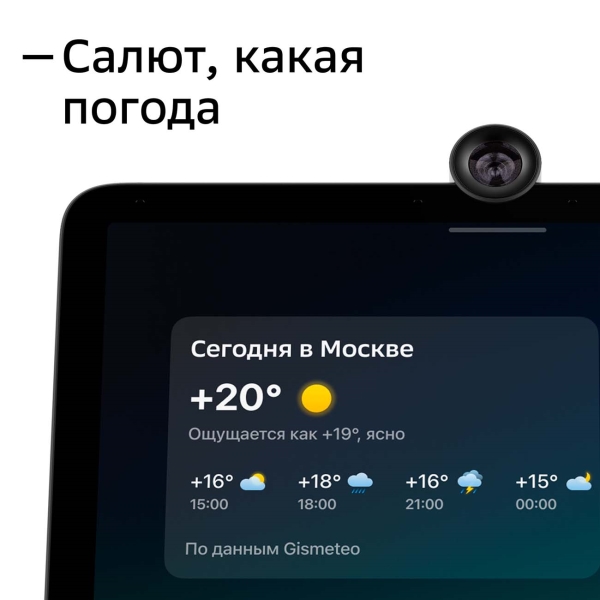 — Салют, какая
погода
Сегодня в Москве
+20°
Ощущается как +19°, ясно
+16° +18° +16° +15°
15:00 18:00 21:00 00:00
По данным Gismeteo